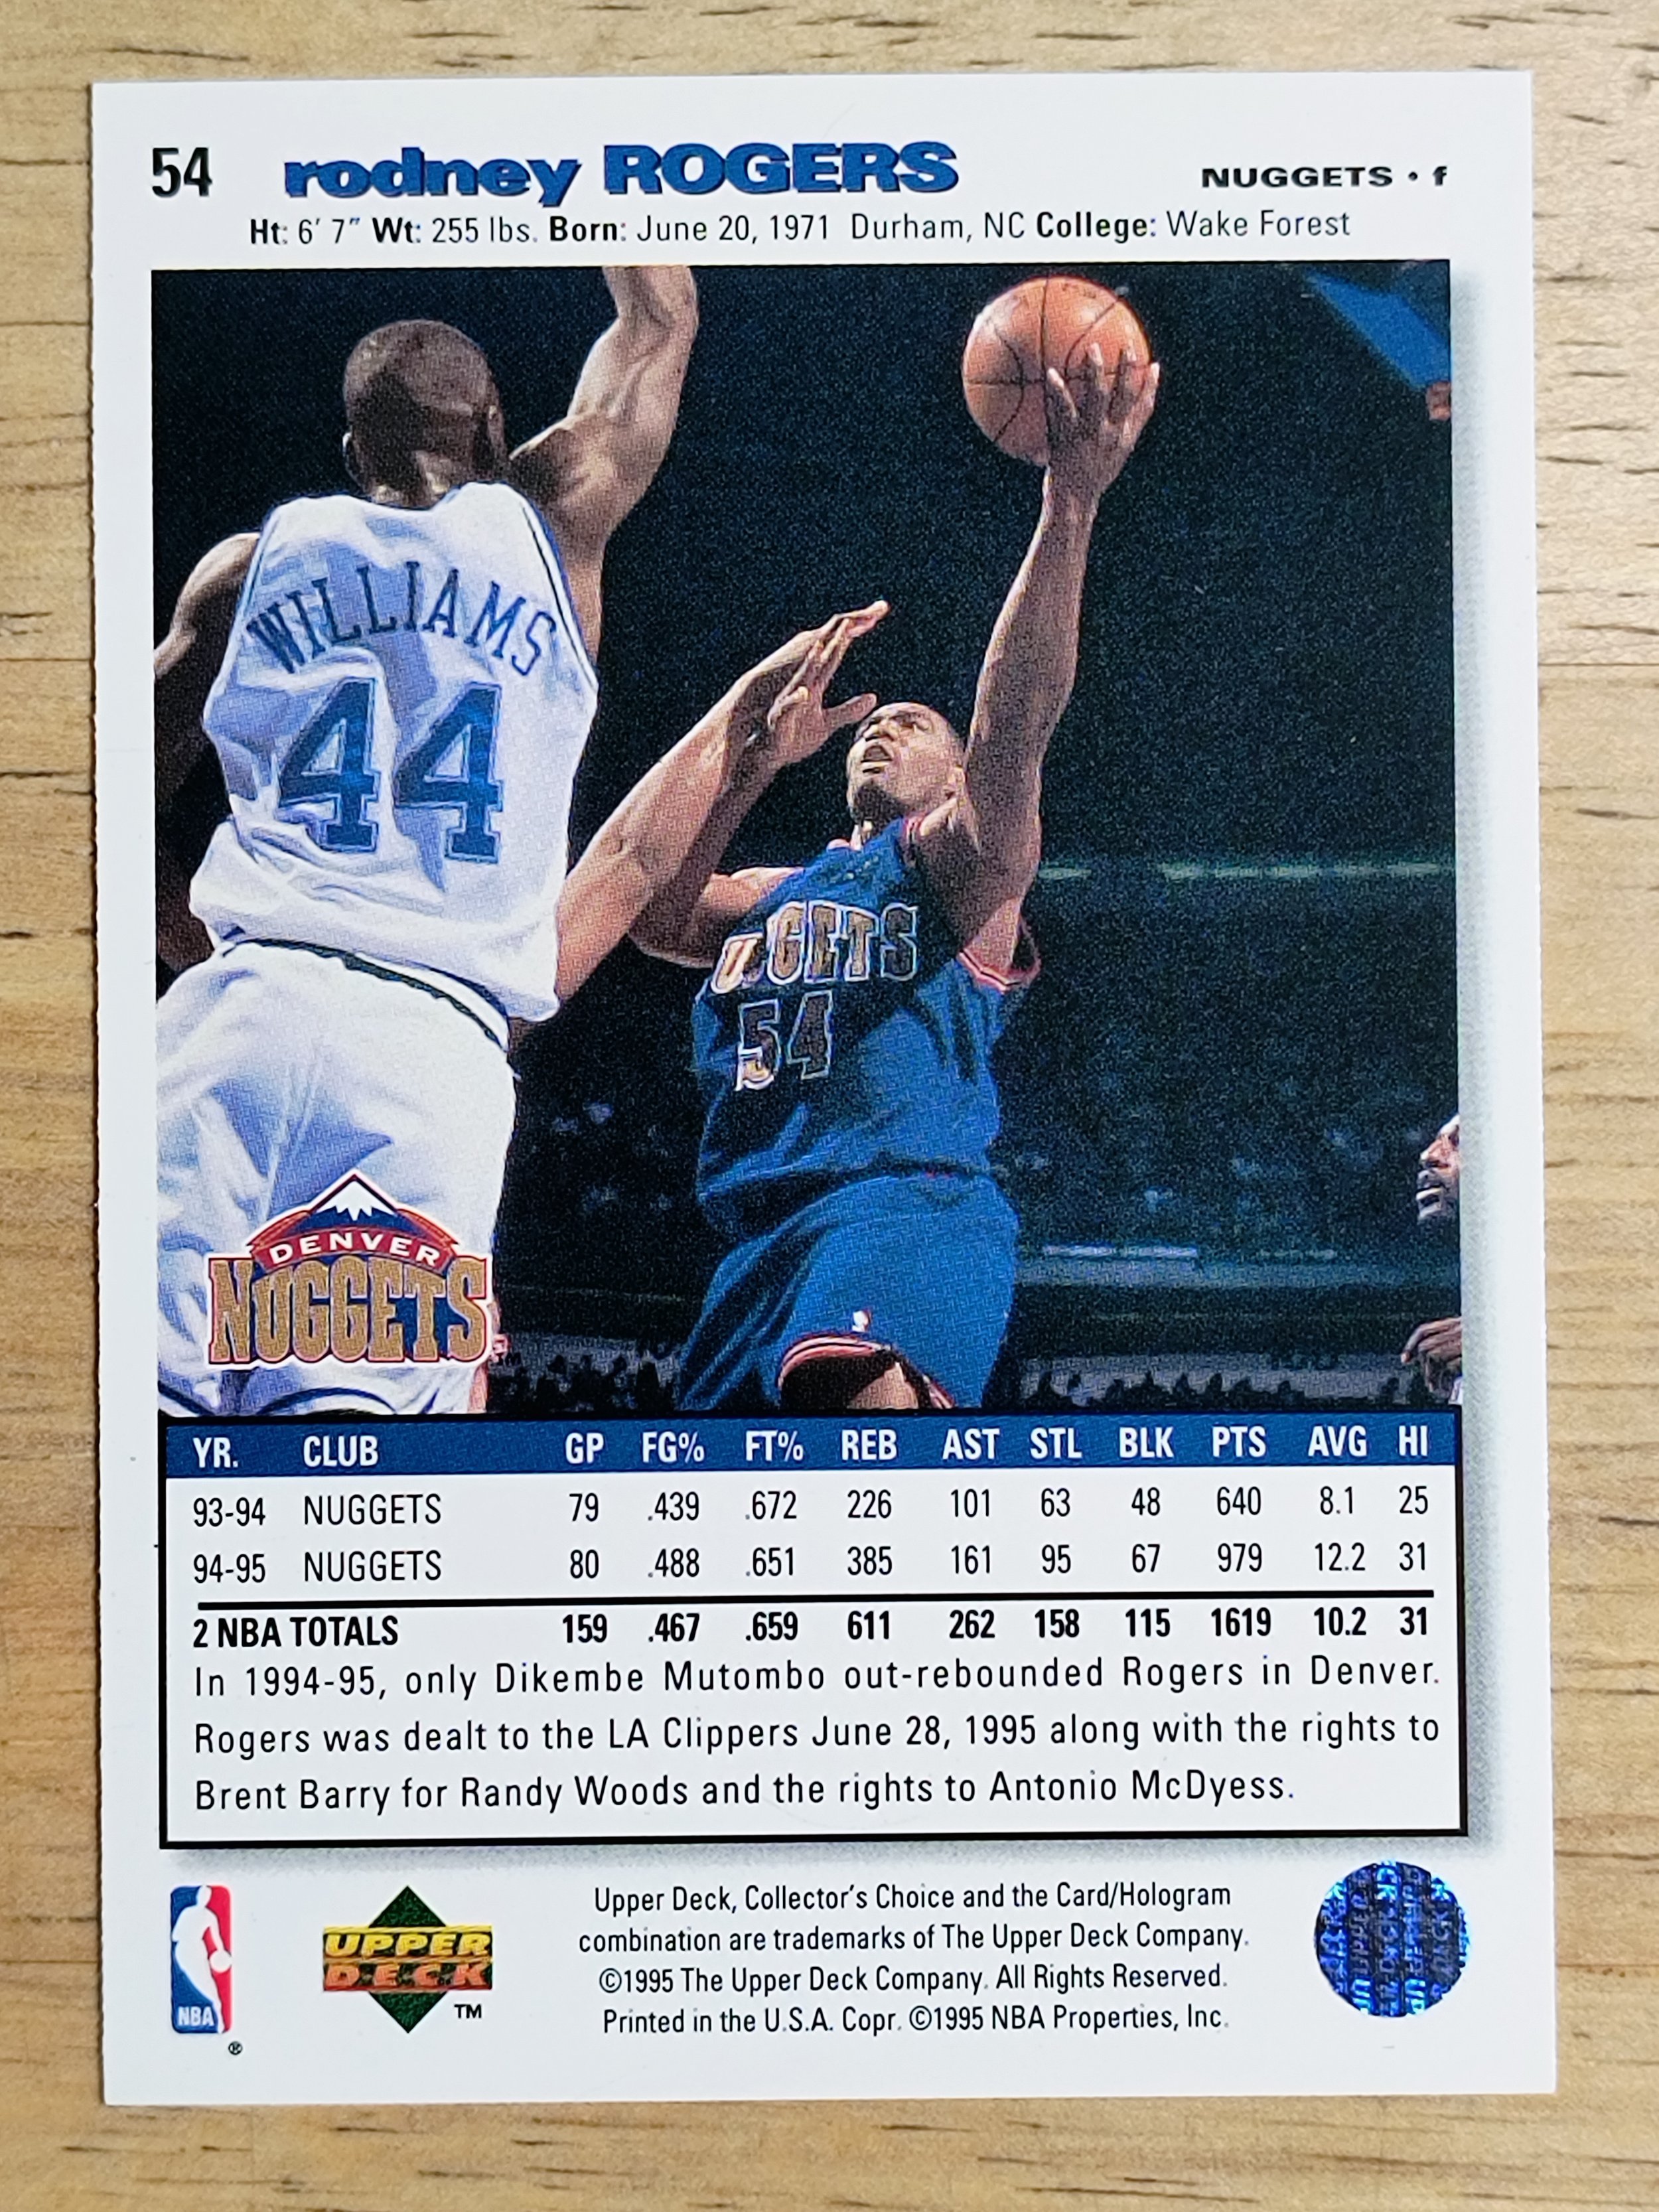 54 rodney ROGERS NUGGETS • f
Ht: 6' 7" Wt: 255 lbs. Born: June 20, 1971 Durham, NC College: Wake Forest
WILLIAMS
44
NUGGETS
54
DENVER
NUGGETS
YR. CLUB GP FG% FT% REB AST STL BLK PTS AVG HI
93-94 NUGGETS 79 .439 .672 226 101 63 48 640 8.1 25
94-95 NUGGETS 80 .488 .651 385 161 95 67 979 12.2 31
2 NBA TOTALS 159 .467 .659 611 262 158 115 1619 10.2 31
In 1994-95, only Dikembe Mutombo out-rebounded Rogers in Denver.
Rogers was dealt to the LA Clippers June 28, 1995 along with the rights to
Brent Barry for Randy Woods and the rights to Antonio McDyess.
NBA
®
UPPER
DECK
TM
Upper Deck, Collector's Choice and the Card/Hologram
combination are trademarks of The Upper Deck Company.
©1995 The Upper Deck Company. All Rights Reserved.
Printed in the U.S.A. Copr. ©1995 NBA Properties, Inc.